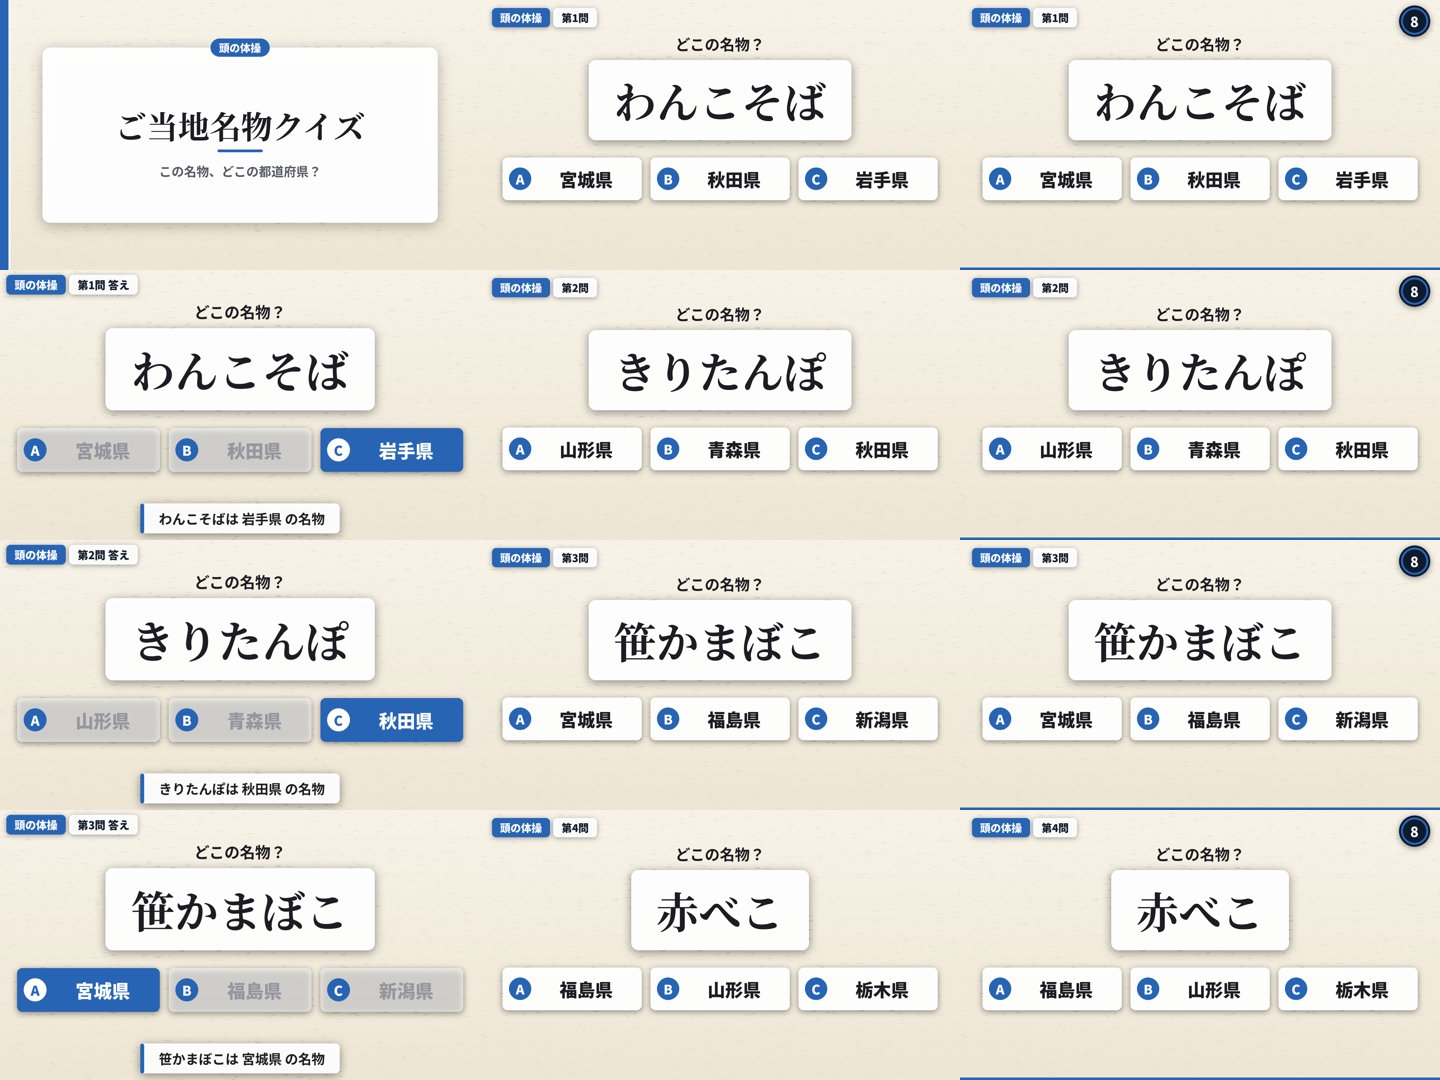 頭の体操
ご当地名物クイズ
この名物、どこの都道府県？
頭の体操 第1問
どこの名物？
わんこそば
A 宮城県 B 秋田県 C 岩手県
頭の体操 第1問 8
どこの名物？
わんこそば
A 宮城県 B 秋田県 C 岩手県
頭の体操 第1問 答え
どこの名物？
わんこそば
A 宮城県 B 秋田県 C 岩手県
わんこそばは 岩手県 の名物
頭の体操 第2問
どこの名物？
きりたんぽ
A 山形県 B 青森県 C 秋田県
頭の体操 第2問 8
どこの名物？
きりたんぽ
A 山形県 B 青森県 C 秋田県
頭の体操 第2問 答え
どこの名物？
きりたんぽ
A 山形県 B 青森県 C 秋田県
きりたんぽは 秋田県 の名物
頭の体操 第3問
どこの名物？
笹かまぼこ
A 宮城県 B 福島県 C 新潟県
頭の体操 第3問 8
どこの名物？
笹かまぼこ
A 宮城県 B 福島県 C 新潟県
頭の体操 第3問 答え
どこの名物？
笹かまぼこ
A 宮城県 B 福島県 C 新潟県
笹かまぼこは 宮城県 の名物
頭の体操 第4問
どこの名物？
赤べこ
A 福島県 B 山形県 C 栃木県
頭の体操 第4問 8
どこの名物？
赤べこ
A 福島県 B 山形県 C 栃木県